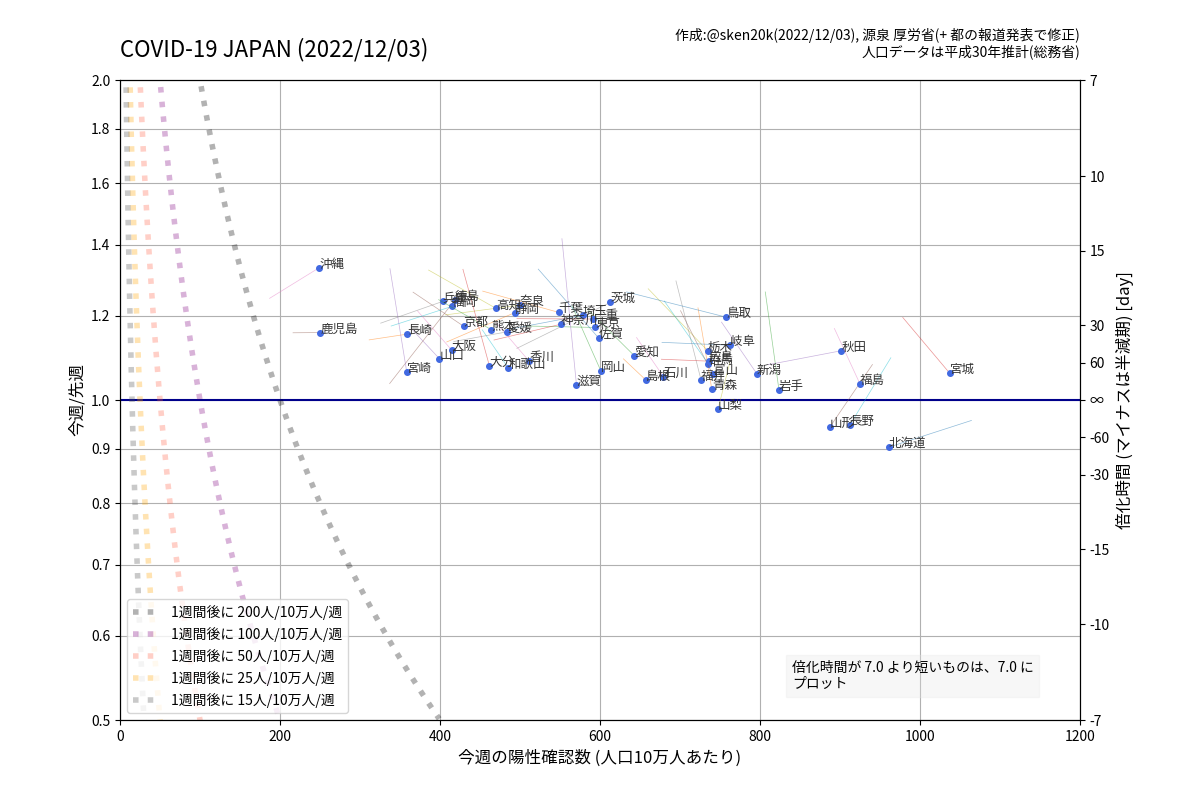 COVID-19 JAPAN (2022/12/03)
作成:@sken20k(2022/12/03), 源泉 厚労省(+ 都の報道発表で修正)
人口データは平成30年推計(総務省)
今週/先週
2.0
1.8
1.6
1.4
1.2
1.0
0.9
0.8
0.7
0.6
0.5
沖縄
鹿児島
長崎
宮崎
兵庫
徳島
福岡
京都
大阪
山口
高知
奈良
静岡
熊本
愛媛
大分
和歌山
香川
千葉
埼玉
三重
神奈川
東京
佐賀
茨城
愛知
岡山
滋賀
島根
石川
鳥取
栃木
岐阜
群馬
富山
福井
青森
山梨
新潟
岩手
秋田
福島
宮城
山形
長野
北海道
7
10
15
30
60
∞
-60
-30
-15
-10
-7
倍化時間 (マイナスは半減期) [day]
1週間後に 200人/10万人/週
1週間後に 100人/10万人/週
1週間後に 50人/10万人/週
1週間後に 25人/10万人/週
1週間後に 15人/10万人/週
倍化時間が 7.0 より短いものは、7.0 に
プロット
0
200
400
600
800
1000
1200
今週の陽性確認数 (人口10万人あたり)